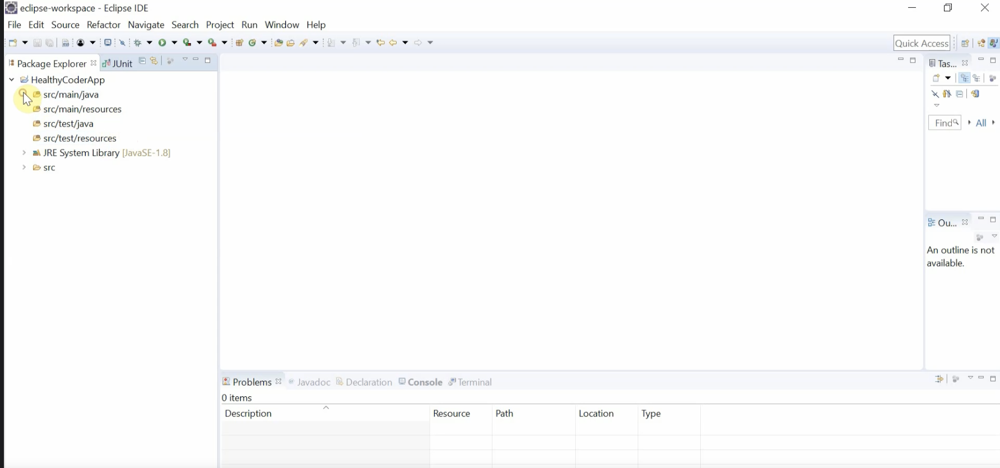 eclipse-workspace - Eclipse IDE
File Edit Source Refactor Navigate Search Project Run Window Help
Quick Access
Package Explorer JUnit
HealthyCoderApp
src/main/java
src/main/resources
src/test/java
src/test/resources
JRE System Library [JavaSE-1.8]
src
Tas...
Find All
Ou...
An outline is not
available.
Problems @ Javadoc Declaration Console Terminal
0 items
Description Resource Path Location Type